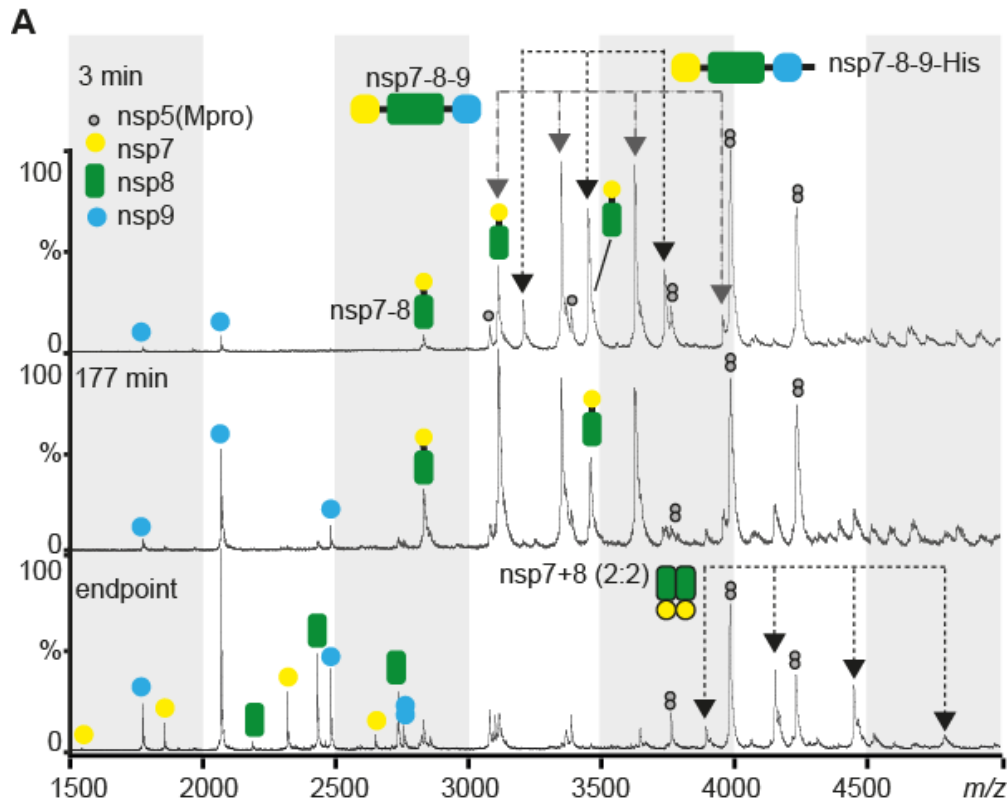 A
3 min
nsp5(Mpro)
nsp7
nsp8
nsp9
nsp7-8-9
nsp7-8-9-His
nsp7-8
100
%
0
177 min
100
%
0
endpoint
nsp7+8 (2:2)
100
%
0
1500 2000 2500 3000 3500 4000 4500 m/z